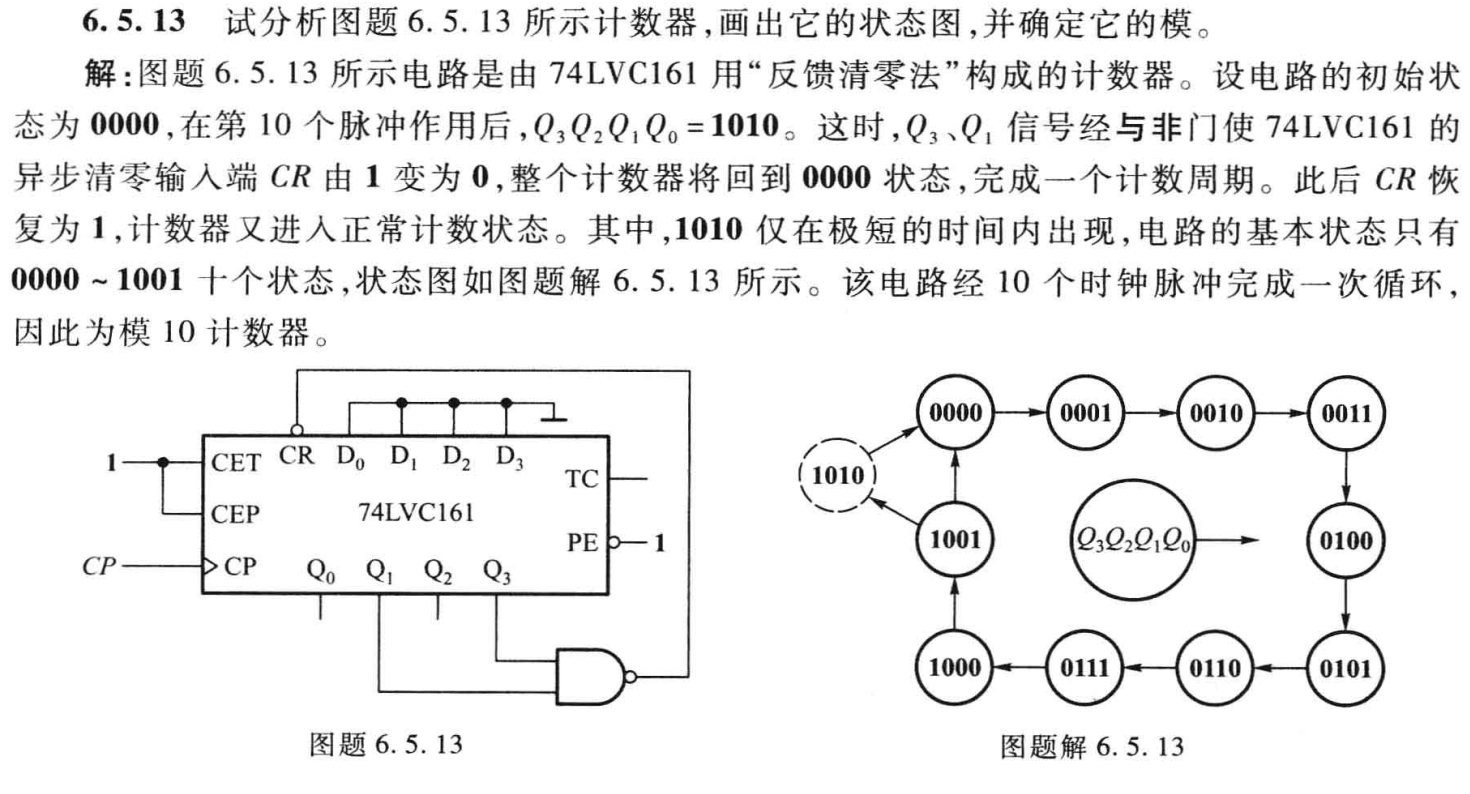 6.5.13 试分析图题 6.5.13 所示计数器,画出它的状态图,并确定它的模。
解:图题 6.5.13 所示电路是由 74LVC161 用“反馈清零法”构成的计数器。设电路的初始状
态为 0000,在第 10 个脉冲作用后,Q₃Q₂Q₁Q₀=1010。这时,Q₃、Q₁ 信号经与非门使 74LVC161 的
异步清零输入端 CR 由 1 变为 0,整个计数器将回到 0000 状态,完成一个计数周期。此后 CR 恢
复为 1,计数器又进入正常计数状态。其中,1010 仅在极短的时间内出现,电路的基本状态只有
0000 ~ 1001 十个状态,状态图如图题解 6.5.13 所示。该电路经 10 个时钟脉冲完成一次循环,
因此为模 10 计数器。
1 CET CR D₀ D₁ D₂ D₃ TC
CEP 74LVC161 PE 1
CP CP Q₀ Q₁ Q₂ Q₃
图题 6.5.13
0000 0001 0010 0011
1010
1001 Q₃Q₂Q₁Q₀ 0100
1000 0111 0110 0101
图题解 6.5.13